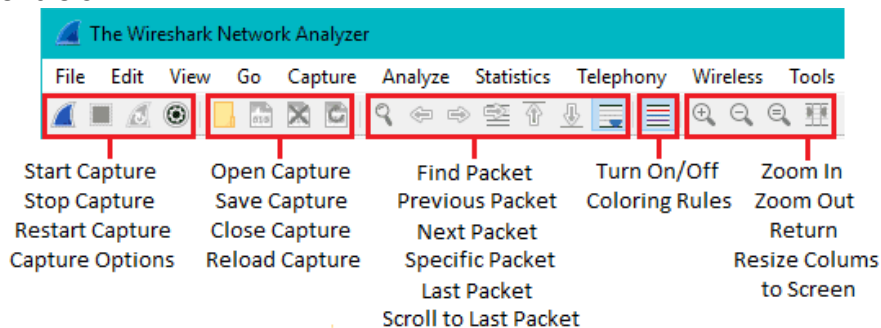 The Wireshark Network Analyzer
File Edit View Go Capture Analyze Statistics Telephony Wireless Tools
Start Capture
Stop Capture
Restart Capture
Capture Options
Open Capture
Save Capture
Close Capture
Reload Capture
Find Packet
Previous Packet
Next Packet
Specific Packet
Last Packet
Scroll to Last Packet
Turn On/Off
Coloring Rules
Zoom In
Zoom Out
Return
Resize Colums
to Screen